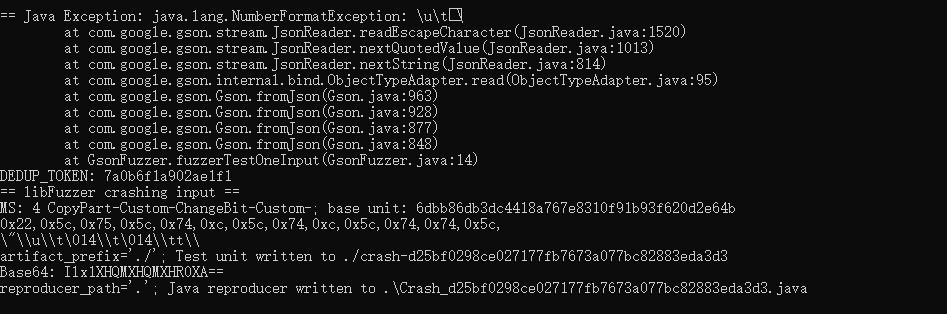 == Java Exception: java.lang.NumberFormatException: \u\t□\
at com.google.gson.stream.JsonReader.readEscapeCharacter(JsonReader.java:1520)
at com.google.gson.stream.JsonReader.nextQuotedValue(JsonReader.java:1013)
at com.google.gson.stream.JsonReader.nextString(JsonReader.java:814)
at com.google.gson.internal.bind.ObjectTypeAdapter.read(ObjectTypeAdapter.java:95)
at com.google.gson.Gson.fromJson(Gson.java:963)
at com.google.gson.Gson.fromJson(Gson.java:928)
at com.google.gson.Gson.fromJson(Gson.java:877)
at com.google.gson.Gson.fromJson(Gson.java:848)
at GsonFuzzer.fuzzerTestOneInput(GsonFuzzer.java:14)
DEDUP_TOKEN: 7a0b6f1a902ae1f1
== libFuzzer crashing input ==
MS: 4 CopyPart-Custom-ChangeBit-Custom-; base unit: 6dbb86db3dc4418a767e8310f91b93f620d2e64b
0x22,0x5c,0x75,0x5c,0x74,0xc,0x5c,0x74,0xc,0x5c,0x74,0x74,0x5c,
\"\\u\\t\014\\t\014\\tt\\
artifact_prefix='./'; Test unit written to ./crash-d25bf0298ce027177fb7673a077bc82883eda3d3
Base64: Ilx1XHQMXHQMXHR0XA==
reproducer_path='.'; Java reproducer written to .\Crash_d25bf0298ce027177fb7673a077bc82883eda3d3.java